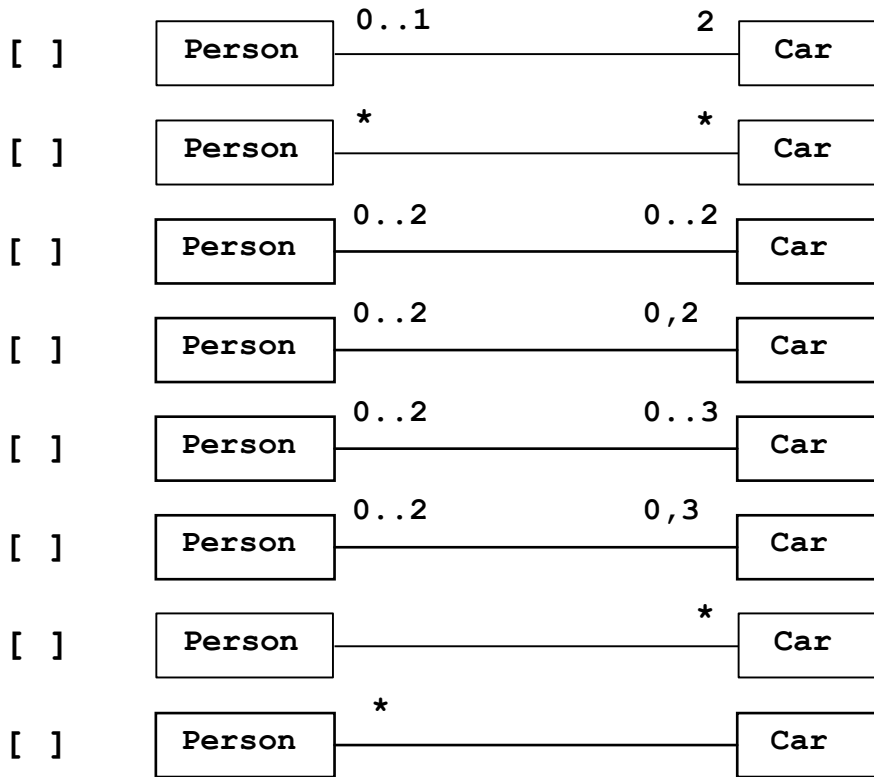 0..1 2
[ ] Person Car
* *
[ ] Person Car
0..2 0..2
[ ] Person Car
0..2 0,2
[ ] Person Car
0..2 0..3
[ ] Person Car
0..2 0,3
[ ] Person Car
*
[ ] Person Car
*
[ ] Person Car